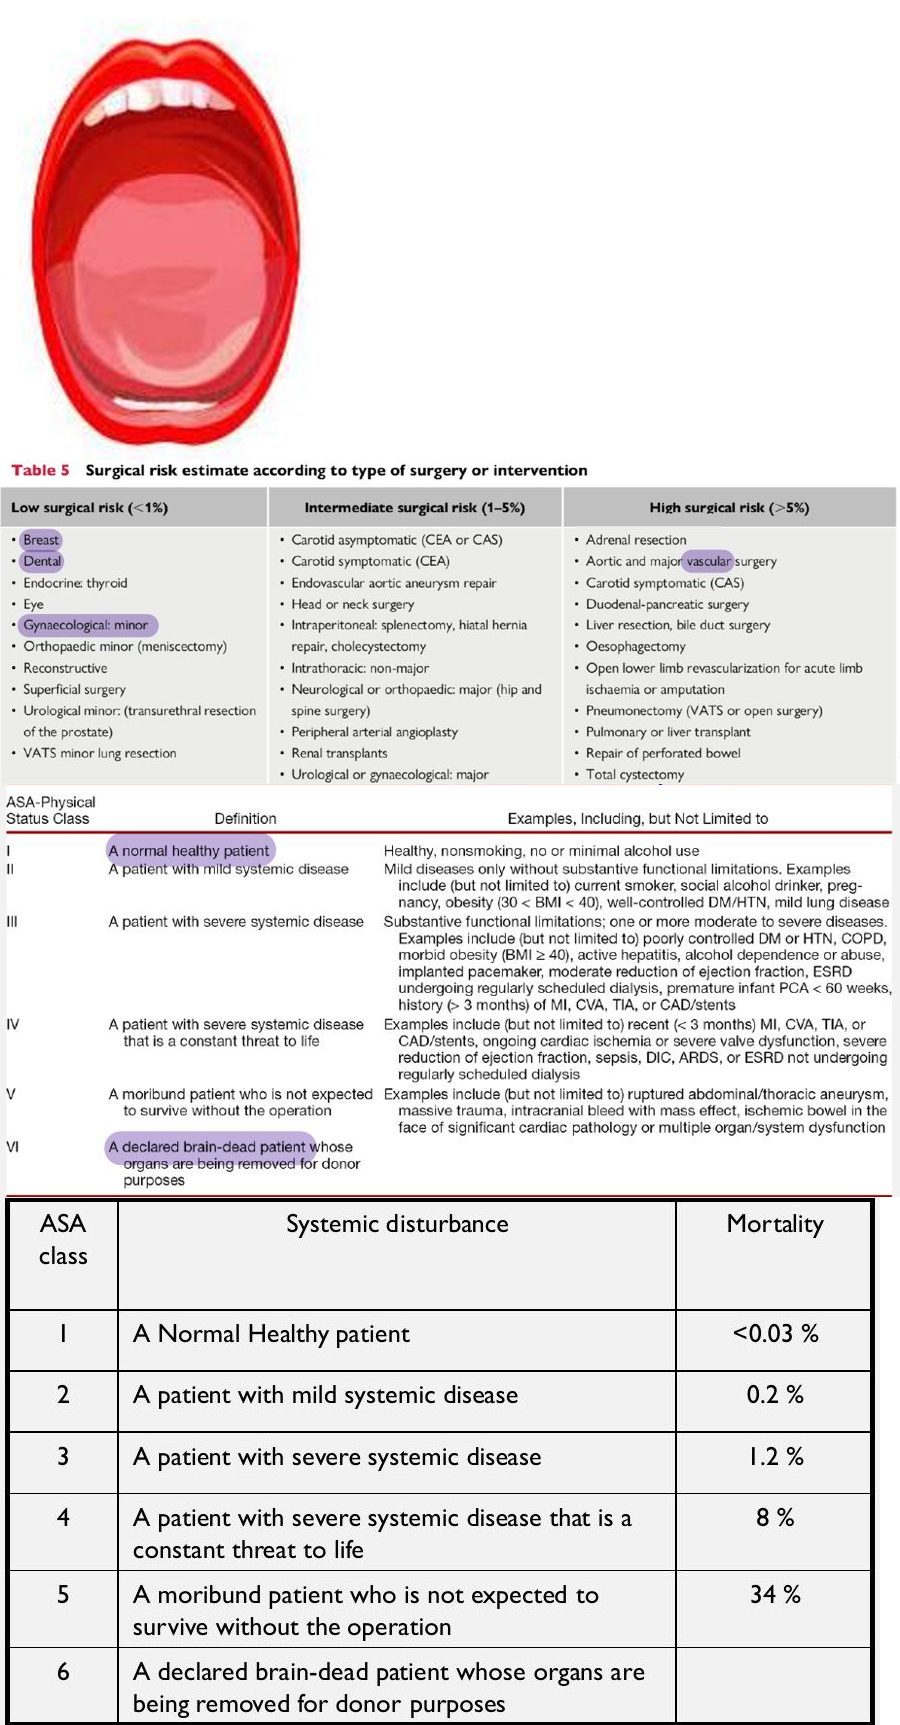 Table 5 Surgical risk estimate according to type of surgery or intervention
Low surgical risk (<1%)
• Breast
• Dental
• Endocrine: thyroid
• Eye
• Gynaecological: minor
• Orthopaedic minor (meniscectomy)
• Reconstructive
• Superficial surgery
• Urological minor: (transurethral resection
of the prostate)
• VATS minor lung resection
Intermediate surgical risk (1–5%)
• Carotid asymptomatic (CEA or CAS)
• Carotid symptomatic (CEA)
• Endovascular aortic aneurysm repair
• Head or neck surgery
• Intraperitoneal: splenectomy, hiatal hernia
repair, cholecystectomy
• Intrathoracic: non-major
• Neurological or orthopaedic: major (hip and
spine surgery)
• Peripheral arterial angioplasty
• Renal transplants
• Urological or gynaecological: major
High surgical risk (>5%)
• Adrenal resection
• Aortic and major vascular surgery
• Carotid symptomatic (CAS)
• Duodenal-pancreatic surgery
• Liver resection, bile duct surgery
• Oesophagectomy
• Open lower limb revascularization for acute limb
ischaemia or amputation
• Pneumonectomy (VATS or open surgery)
• Pulmonary or liver transplant
• Repair of perforated bowel
• Total cystectomy
ASA-Physical
Status Class
Definition
Examples, Including, but Not Limited to
I
A normal healthy patient
Healthy, nonsmoking, no or minimal alcohol use
II
A patient with mild systemic disease
Mild diseases only without substantive functional limitations. Examples
include (but not limited to) current smoker, social alcohol drinker, preg-
nancy, obesity (30 < BMI < 40), well-controlled DM/HTN, mild lung disease
III
A patient with severe systemic disease
Substantive functional limitations; one or more moderate to severe diseases.
Examples include (but not limited to) poorly controlled DM or HTN, COPD,
morbid obesity (BMI ≥ 40), active hepatitis, alcohol dependence or abuse,
implanted pacemaker, moderate reduction of ejection fraction, ESRD
undergoing regularly scheduled dialysis, premature infant PCA < 60 weeks,
history (> 3 months) of MI, CVA, TIA, or CAD/stents
IV
A patient with severe systemic disease
that is a constant threat to life
Examples include (but not limited to) recent (< 3 months) MI, CVA, TIA, or
CAD/stents, ongoing cardiac ischemia or severe valve dysfunction, severe
reduction of ejection fraction, sepsis, DIC, ARDS, or ESRD not undergoing
regularly scheduled dialysis
V
A moribund patient who is not expected
to survive without the operation
Examples include (but not limited to) ruptured abdominal/thoracic aneurysm,
massive trauma, intracranial bleed with mass effect, ischemic bowel in the
face of significant cardiac pathology or multiple organ/system dysfunction
VI
A declared brain-dead patient whose
organs are being removed for donor
purposes
ASA
class
Systemic disturbance
Mortality
1
A Normal Healthy patient
<0.03 %
2
A patient with mild systemic disease
0.2 %
3
A patient with severe systemic disease
1.2 %
4
A patient with severe systemic disease that is a
constant threat to life
8 %
5
A moribund patient who is not expected to
survive without the operation
34 %
6
A declared brain-dead patient whose organs are
being removed for donor purposes